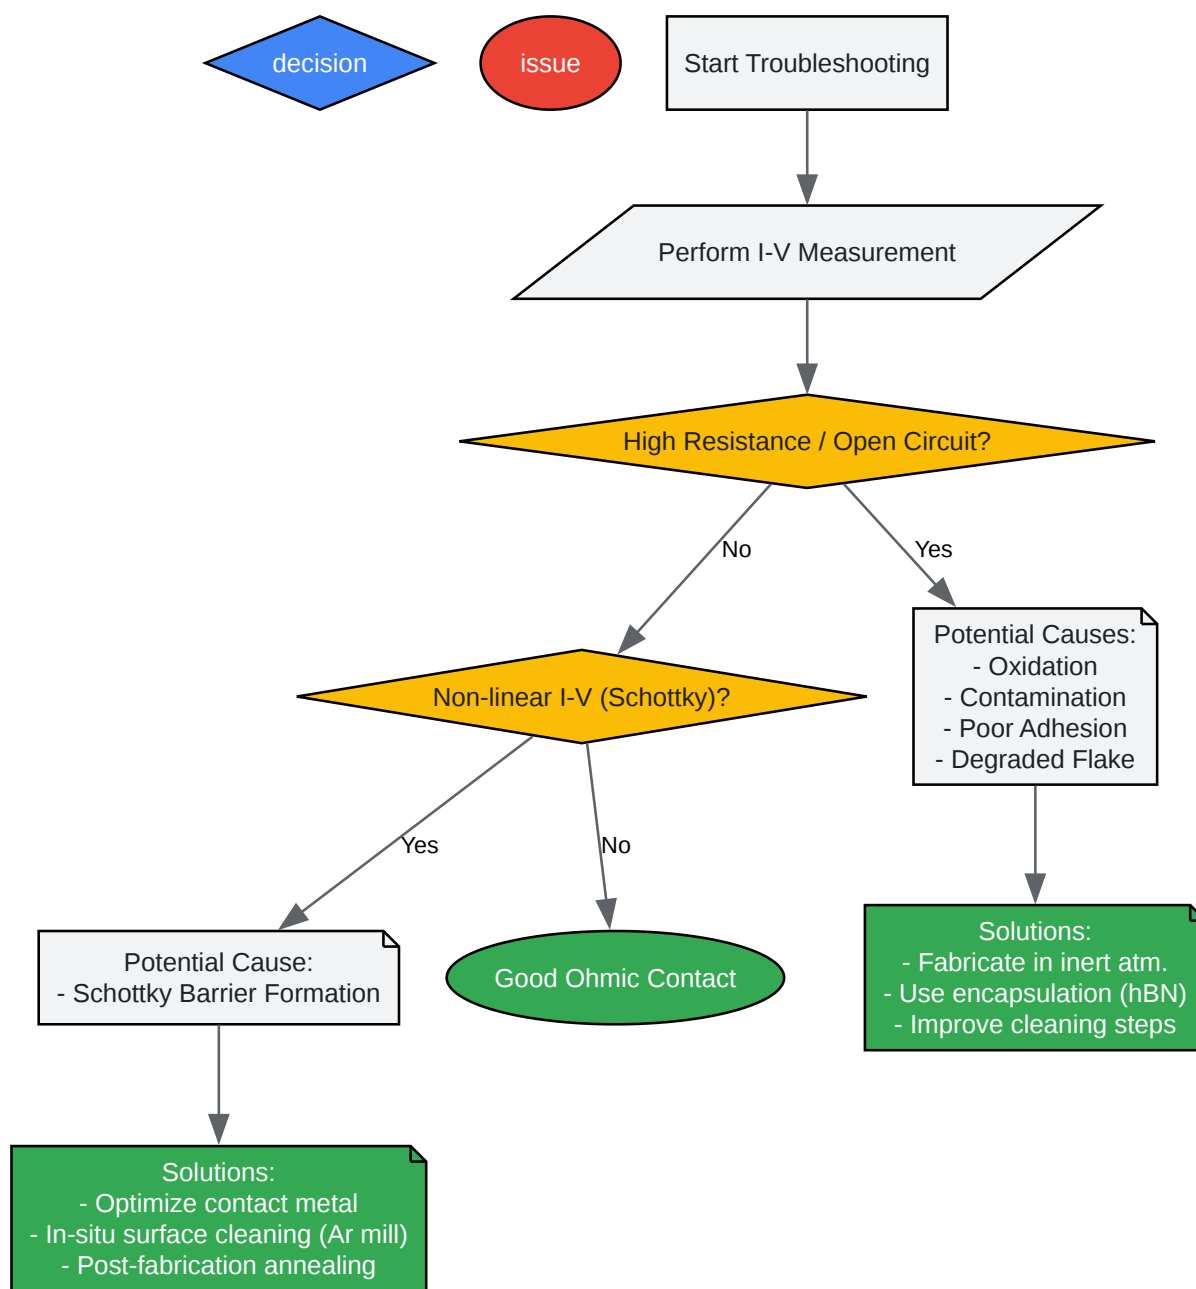 decision
issue
Start Troubleshooting
Perform I-V Measurement
High Resistance / Open Circuit?
No
Yes
Potential Causes:
- Oxidation
- Contamination
- Poor Adhesion
- Degraded Flake
Non-linear I-V (Schottky)?
Yes
No
Solutions:
- Fabricate in inert atm.
- Use encapsulation (hBN)
- Improve cleaning steps
Potential Cause:
- Schottky Barrier Formation
Good Ohmic Contact
Solutions:
- Optimize contact metal
- In-situ surface cleaning (Ar mill)
- Post-fabrication annealing